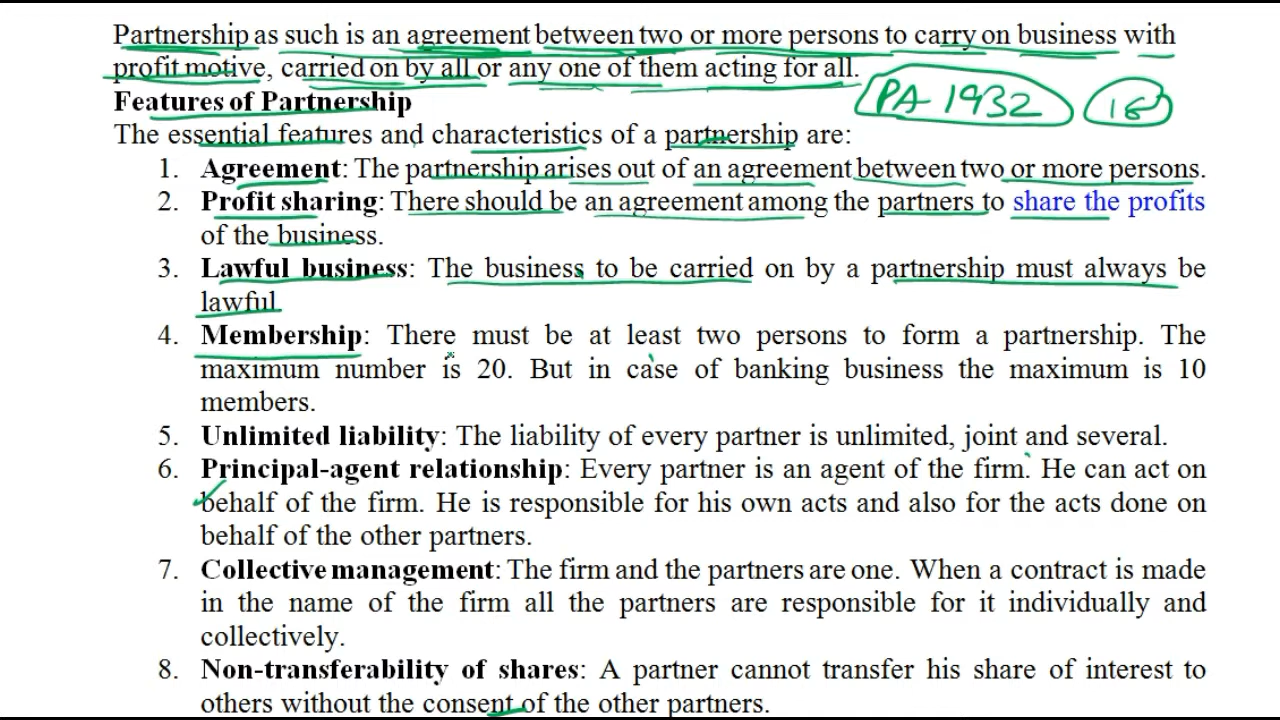 Partnership as such is an agreement between two or more persons to carry on business with
profit motive, carried on by all or any one of them acting for all.
PA 1932
18
Features of Partnership
The essential features and characteristics of a partnership are:
1. Agreement: The partnership arises out of an agreement between two or more persons.
2. Profit sharing: There should be an agreement among the partners to share the profits
of the business.
3. Lawful business: The business to be carried on by a partnership must always be
lawful.
4. Membership: There must be at least two persons to form a partnership. The
maximum number is 20. But in case of banking business the maximum is 10
members.
5. Unlimited liability: The liability of every partner is unlimited, joint and several.
6. Principal-agent relationship: Every partner is an agent of the firm. He can act on
behalf of the firm. He is responsible for his own acts and also for the acts done on
behalf of the other partners.
7. Collective management: The firm and the partners are one. When a contract is made
in the name of the firm all the partners are responsible for it individually and
collectively.
8. Non-transferability of shares: A partner cannot transfer his share of interest to
others without the consent of the other partners.